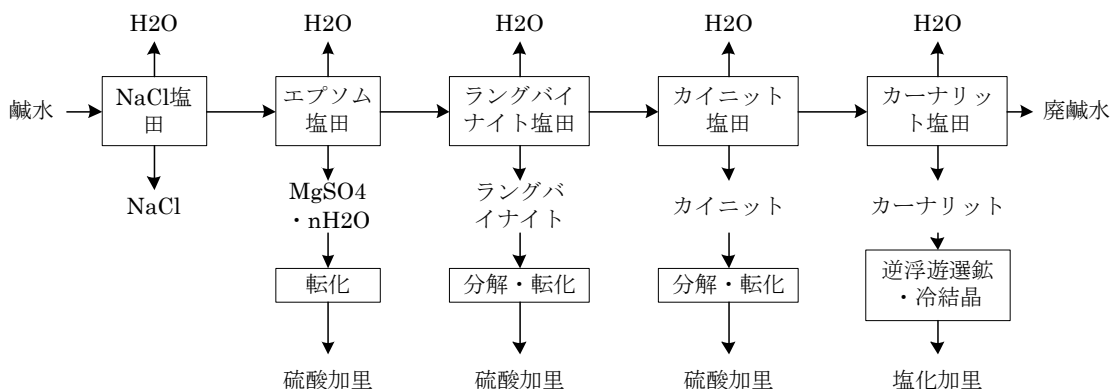 H2O
H2O
H2O
H2O
H2O
鹹水
NaCl塩
田
エプソム
塩田
ラングバイ
ナイト塩田
カイニット
塩田
カーナリッ
ト塩田
廃鹹水
NaCl
MgSO4
・nH2O
ラングバ
イナイト
カイニット
カーナリット
転化
分解・転化
分解・転化
逆浮遊選鉱
・冷結晶
硫酸加里
硫酸加里
硫酸加里
塩化加里